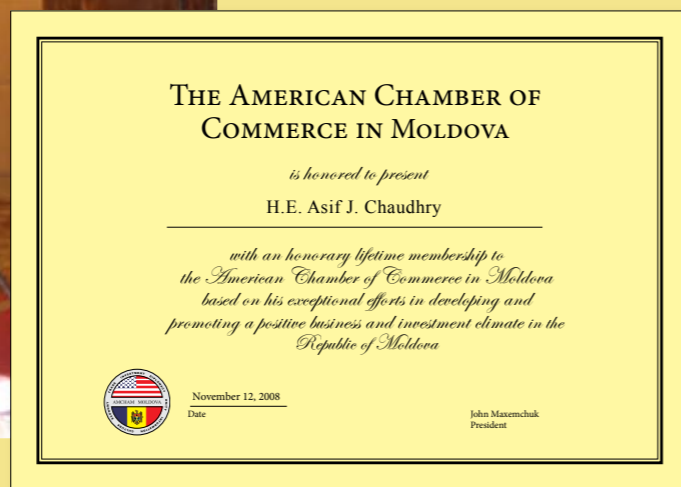 THE AMERICAN CHAMBER OF
COMMERCE IN MOLDOVA
is honored to present
H.E. Asif J. Chaudhry
with an honorary lifetime membership to
the American Chamber of Commerce in Moldova
based on his exceptional efforts in developing and
promoting a positive business and investment climate in the
Republic of Moldova
AMCHAM MOLDOVA
November 12, 2008
Date
John Maxemchuk
President